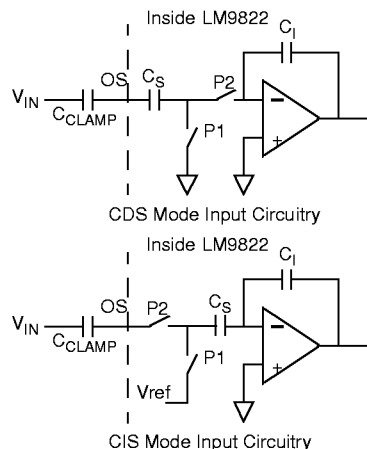 Inside LM9822
C_I
OS C_S P2
V_IN
C_CLAMP
P1
− +
CDS Mode Input Circuitry
Inside LM9822
C_I
OS P2 C_S
V_IN
C_CLAMP
P1
Vref
− +
CIS Mode Input Circuitry